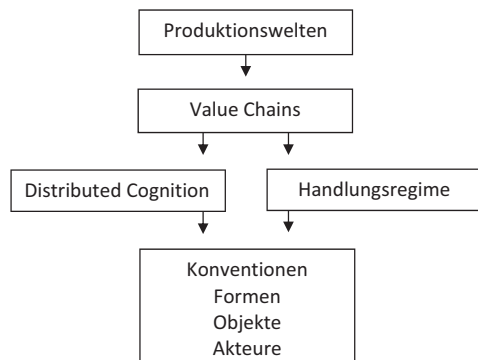 Produktionswelten
Value Chains
Distributed Cognition
Handlungsregime
Konventionen
Formen
Objekte
Akteure